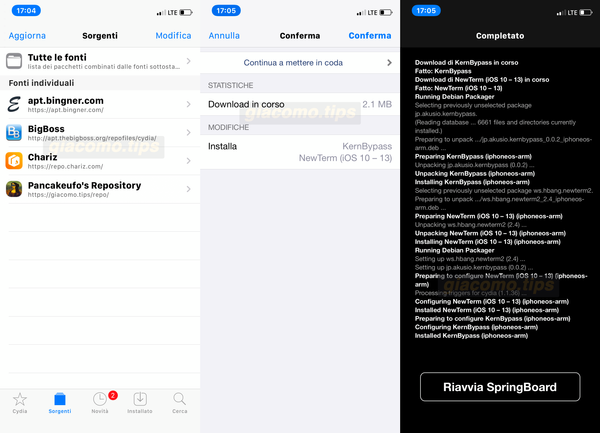 17:04
LTE
Aggiorna
Sorgenti
Modifica
Tutte le fonti
lista dei pacchetti combinati dalle fonti sottosta...
Fonti individuali
apt.bingner.com
BigBoss
http://apt.thebigboss.org/repofiles/cydia/
Chariz
https://repo.chariz.com/
Pancakeufo's Repository
https://giacomo.tips/repo/
giacomo.tips
Cydia
Sorgenti
2
Novità
Installato
Cerca
17:05
LTE
Annulla
Conferma
Conferma
Continua a mettere in coda
STATISTICHE
Download in corso
2.1 MB
giacomo.tips
MODIFICHE
Installa
KernBypass
NewTerm (iOS 10 – 13)
17:05
LTE
Completato
Download di KernBypass in corso
Fatto: KernBypass
Download di NewTerm (iOS 10 – 13) in corso
Fatto: NewTerm (iOS 10 – 13)
Running Debian Packager
Selecting previously unselected package
jp.akusio.kernbypass.
(Reading database ... 6661 files and directories currently
installed.)
Preparing to unpack .../jp.akusio.kernbypass_0.0.2_iphoneos-
arm.deb ...
Preparing KernBypass (iphoneos-arm)
Unpacking jp.akusio.kernbypass (0.0.2) ...
Unpacking KernBypass (iphoneos-arm)
Installing KernBypass (iphoneos-arm)
Selecting previously unselected package ws.hbang.newterm2.
Preparing to unpack .../ws.hbang.newterm2_2.4_iphoneos-
arm.deb ...
Preparing NewTerm (iOS 10 – 13) (iphoneos-arm)
Unpacking ws.hbang.newterm2 (2.4) ...
Unpacking NewTerm (iOS 10 – 13) (iphoneos-arm)
Installing NewTerm (iOS 10 – 13) (iphoneos-arm)
Running Debian Packager
Setting up ws.hbang.newterm2 (2.4) ...
Setting up jp.akusio.kernbypass (0.0.2) ...
Preparing to configure NewTerm (iOS 10 – 13) (iphoneos-
arm)
Processing triggers for cydia (1.1.36) ...
giacomo.tips
Configuring NewTerm (iOS 10 – 13) (iphoneos-arm)
Installed NewTerm (iOS 10 – 13) (iphoneos-arm)
Preparing to configure KernBypass (iphoneos-arm)
Configuring KernBypass (iphoneos-arm)
Installed KernBypass (iphoneos-arm)
Riavvia SpringBoard